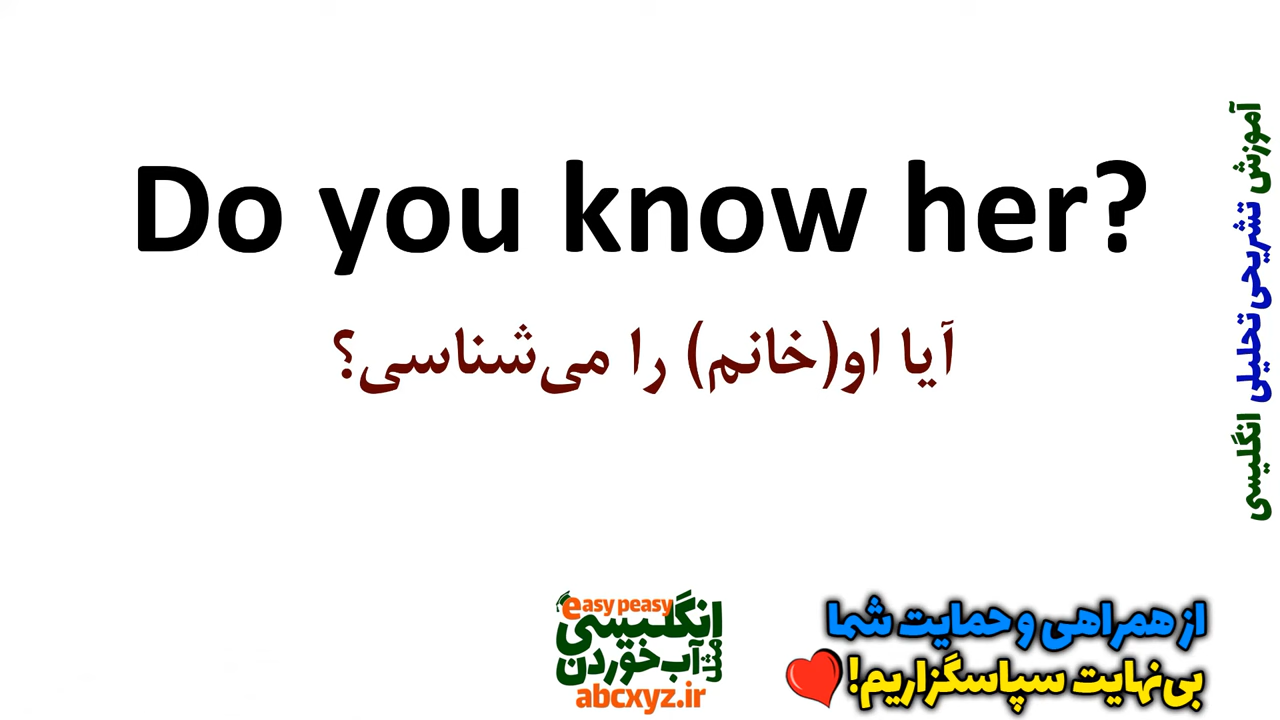 Do you know her?
آیا او(خانم) را می‌شناسی؟
آموزش تشریحی تحلیلی انگلیسی
easy peasy
انگلیسی
مثل آب خوردن
abcxyz.ir
از همراهی و حمایت شما
بی‌نهایت سپاسگزاریم!